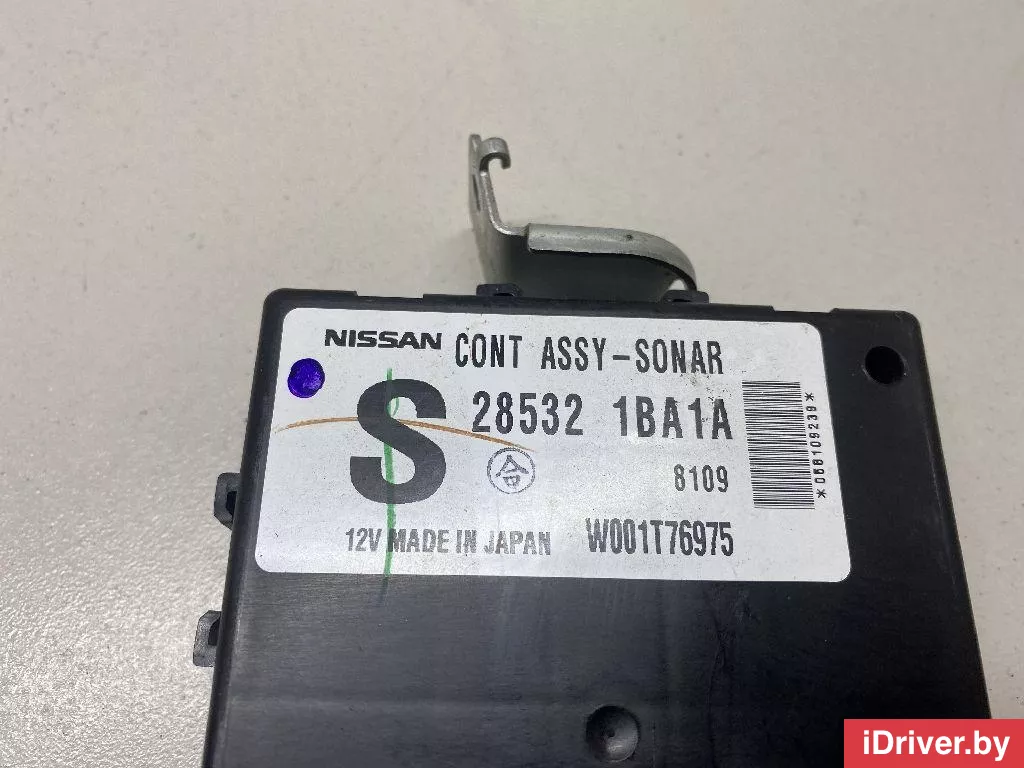 NISSAN CONT ASSY-SONAR
S 28532 1BA1A
合
8109
12V MADE IN JAPAN W001T76975
*068109239*
iDriver.by